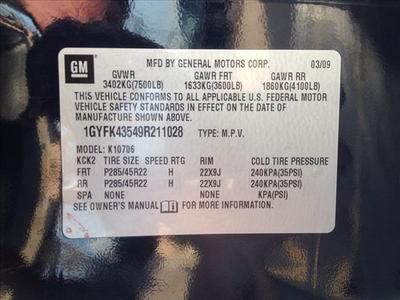 GM
MFD BY GENERAL MOTORS CORP. 03/09
GVWR GAWR FRT GAWR RR
3402KG(7500LB) 1633KG(3600LB) 1860KG(4100LB)
THIS VEHICLE CONFORMS TO ALL APPLICABLE U.S. FEDERAL MOTOR
VEHICLE SAFETY STANDARDS IN EFFECT ON THE DATE OF
MANUFACTURE SHOWN ABOVE.
1GYFK43549R211028 TYPE: M.P.V.
MODEL: K10706
KCK2 TIRE SIZE SPEED RTG RIM COLD TIRE PRESSURE
FRT P285/45R22 H 22X9J 240KPA(35PSI)
RR P285/45R22 H 22X9J 240KPA(35PSI)
SPA NONE NONE KPA(PSI)
SEE OWNER'S MANUAL FOR MORE INFORMATION.